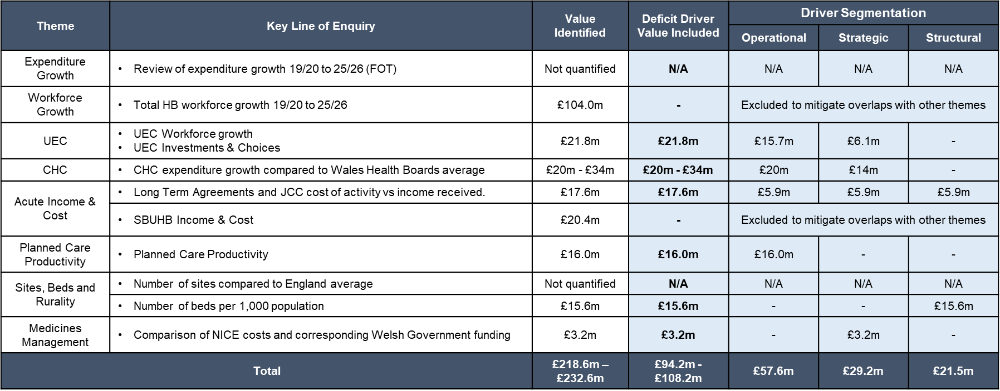 Theme
Key Line of Enquiry
Value
Identified
Deficit Driver
Value Included
Driver Segmentation
Operational
Strategic
Structural
Expenditure
Growth
• Review of expenditure growth 19/20 to 25/26 (FOT)
Not quantified
N/A
N/A
N/A
N/A
Workforce
Growth
• Total HB workforce growth 19/20 to 25/26
£104.0m
-
Excluded to mitigate overlaps with other themes
UEC
• UEC Workforce growth
• UEC Investments & Choices
£21.8m
£21.8m
£15.7m
£6.1m
-
CHC
• CHC expenditure growth compared to Wales Health Boards average
£20m - £34m
£20m - £34m
£20m
£14m
-
Acute Income &
Cost
• Long Term Agreements and JCC cost of activity vs income received.
£17.6m
£17.6m
£5.9m
£5.9m
£5.9m
• SBUHB Income & Cost
£20.4m
-
Excluded to mitigate overlaps with other themes
Planned Care
Productivity
• Planned Care Productivity
£16.0m
£16.0m
£16.0m
-
-
Sites, Beds and
Rurality
• Number of sites compared to England average
Not quantified
N/A
N/A
N/A
N/A
• Number of beds per 1,000 population
£15.6m
£15.6m
-
-
£15.6m
Medicines
Management
• Comparison of NICE costs and corresponding Welsh Government funding
£3.2m
£3.2m
-
£3.2m
-
Total
£218.6m –
£232.6m
£94.2m -
£108.2m
£57.6m
£29.2m
£21.5m